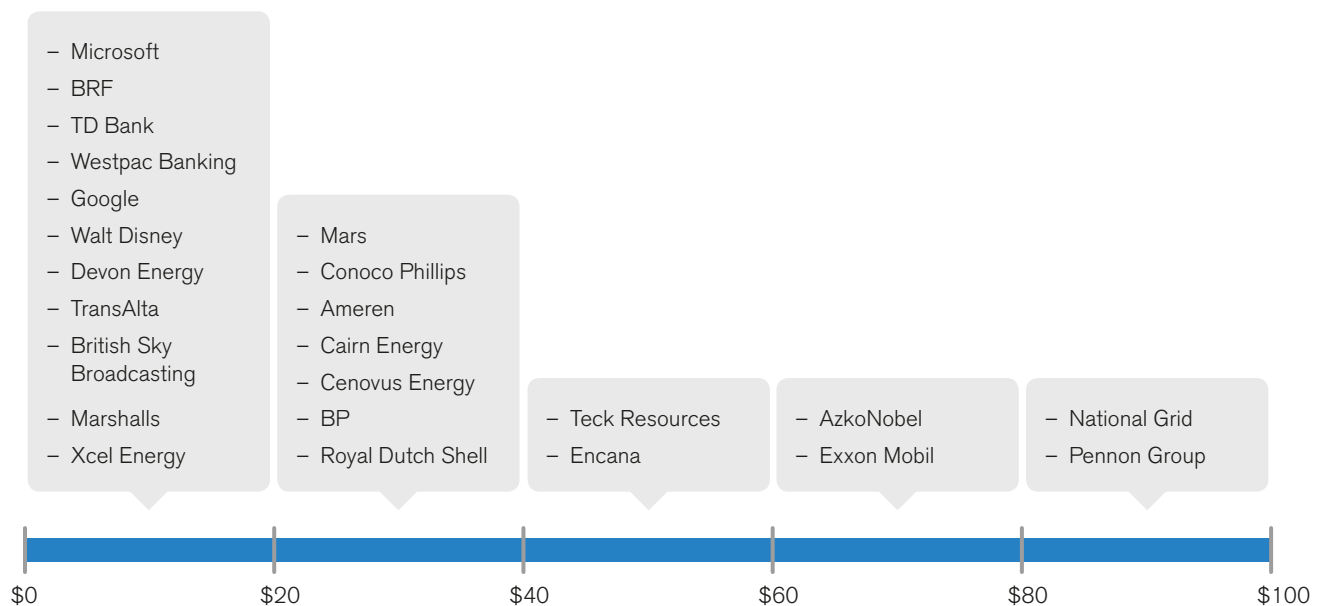 – Microsoft
– BRF
– TD Bank
– Westpac Banking
– Google
– Walt Disney
– Devon Energy
– TransAlta
– British Sky
Broadcasting
– Marshalls
– Xcel Energy
– Mars
– Conoco Phillips
– Ameren
– Cairn Energy
– Cenovus Energy
– BP
– Royal Dutch Shell
– Teck Resources
– Encana
– AzkoNobel
– Exxon Mobil
– National Grid
– Pennon Group
$0 $20 $40 $60 $80 $100